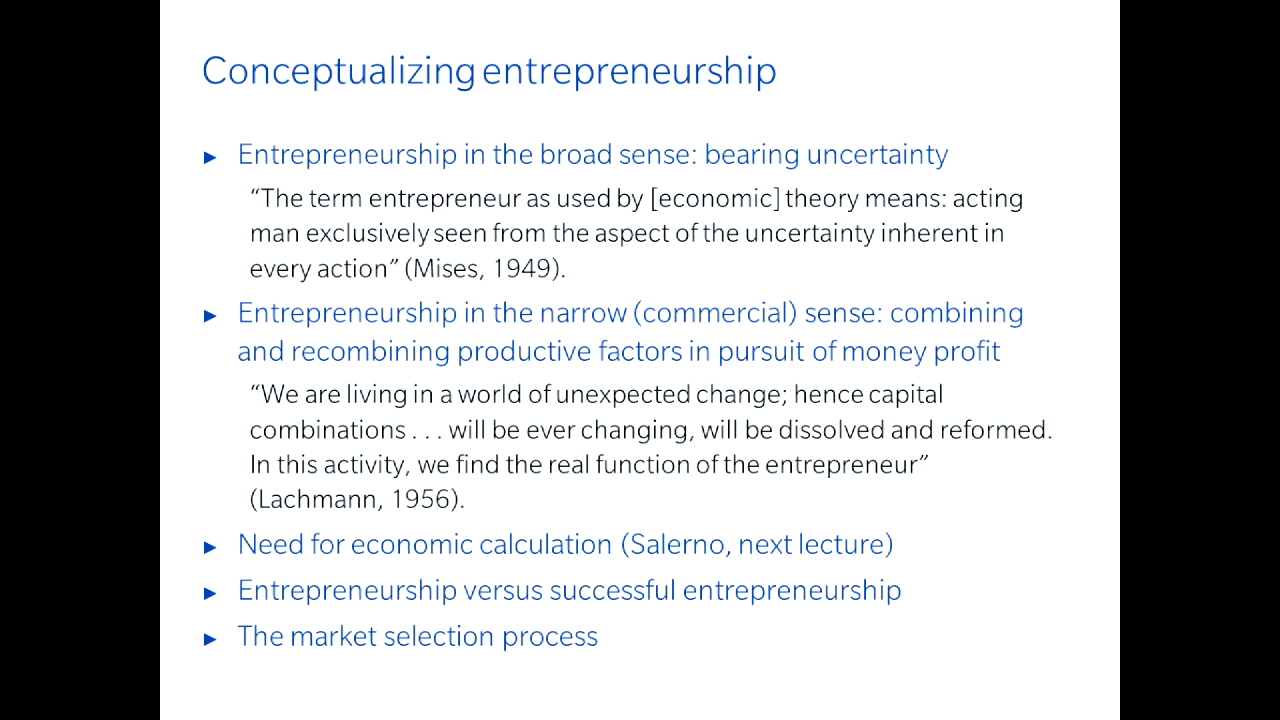 Conceptualizing entrepreneurship
► Entrepreneurship in the broad sense: bearing uncertainty
“The term entrepreneur as used by [economic] theory means: acting
man exclusively seen from the aspect of the uncertainty inherent in
every action” (Mises, 1949).
► Entrepreneurship in the narrow (commercial) sense: combining
and recombining productive factors in pursuit of money profit
“We are living in a world of unexpected change; hence capital
combinations . . . will be ever changing, will be dissolved and reformed.
In this activity, we find the real function of the entrepreneur”
(Lachmann, 1956).
► Need for economic calculation (Salerno, next lecture)
► Entrepreneurship versus successful entrepreneurship
► The market selection process